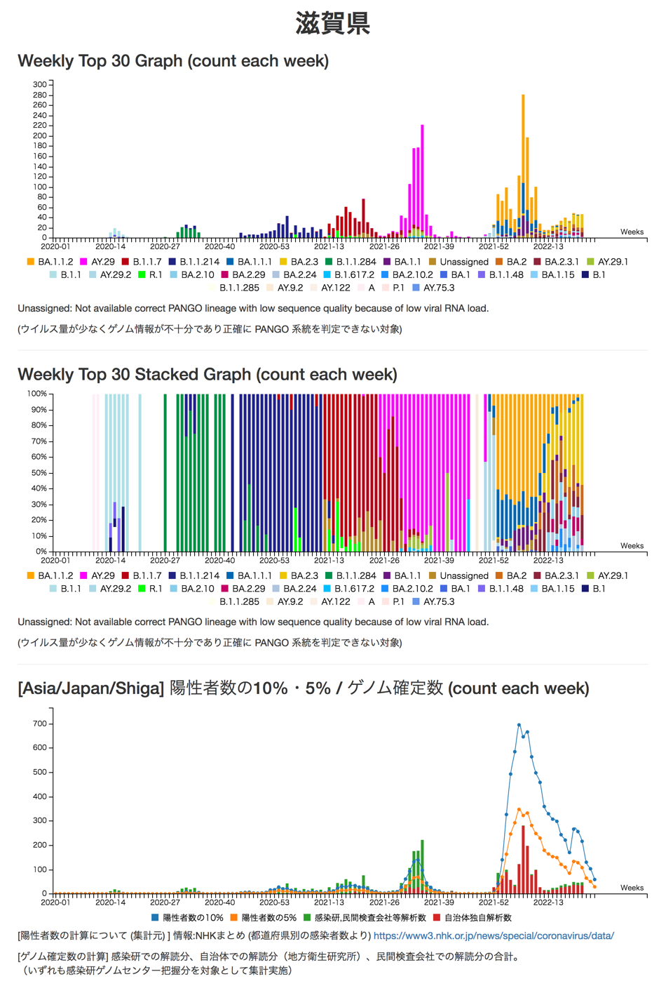 滋賀県
Weekly Top 30 Graph (count each week)
300
280
260
240
220
200
180
160
140
120
100
80
60
40
20
0
Weeks
2020-01 2020-14 2020-27 2020-40 2020-53 2021-13 2021-26 2021-39 2021-52 2022-13
BA.1.1.2 AY.29 B.1.1.7 B.1.1.214 BA.1.1.1 BA.2.3 B.1.1.284 BA.1.1 Unassigned BA.2 BA.2.3.1 AY.29.1
B.1.1 AY.29.2 R.1 BA.2.10 BA.2.29 BA.2.24 B.1.617.2 BA.2.10.2 BA.1 B.1.1.48 BA.1.15 B.1
B.1.1.285 AY.9.2 AY.122 A P.1 AY.75.3
Unassigned: Not available correct PANGO lineage with low sequence quality because of low viral RNA load.
(ウイルス量が少なくゲノム情報が不十分であり正確に PANGO 系統を判定できない対象)
Weekly Top 30 Stacked Graph (count each week)
100%
90%
80%
70%
60%
50%
40%
30%
20%
10%
0%
Weeks
2020-01 2020-14 2020-27 2020-40 2020-53 2021-13 2021-26 2021-39 2021-52 2022-13
BA.1.1.2 AY.29 B.1.1.7 B.1.1.214 BA.1.1.1 BA.2.3 B.1.1.284 BA.1.1 Unassigned BA.2 BA.2.3.1 AY.29.1
B.1.1 AY.29.2 R.1 BA.2.10 BA.2.29 BA.2.24 B.1.617.2 BA.2.10.2 BA.1 B.1.1.48 BA.1.15 B.1
B.1.1.285 AY.9.2 AY.122 A P.1 AY.75.3
Unassigned: Not available correct PANGO lineage with low sequence quality because of low viral RNA load.
(ウイルス量が少なくゲノム情報が不十分であり正確に PANGO 系統を判定できない対象)
[Asia/Japan/Shiga] 陽性者数の10%・5% / ゲノム確定数 (count each week)
700
600
500
400
300
200
100
0
Weeks
2020-01 2020-14 2020-27 2020-40 2020-53 2021-13 2021-26 2021-39 2021-52 2022-13
陽性者数の10% 陽性者数の5% 感染研,民間検査会社等解析数 自治体独自解析数
[陽性者数の計算について (集計元) ] 情報:NHKまとめ (都道府県別の感染者数より) https://www3.nhk.or.jp/news/special/coronavirus/data/
[ゲノム確定数の計算] 感染研での解読分、自治体での解読分（地方衛生研究所）、民間検査会社での解読分の合計。
（いずれも感染研ゲノムセンター把握分を対象として集計実施）